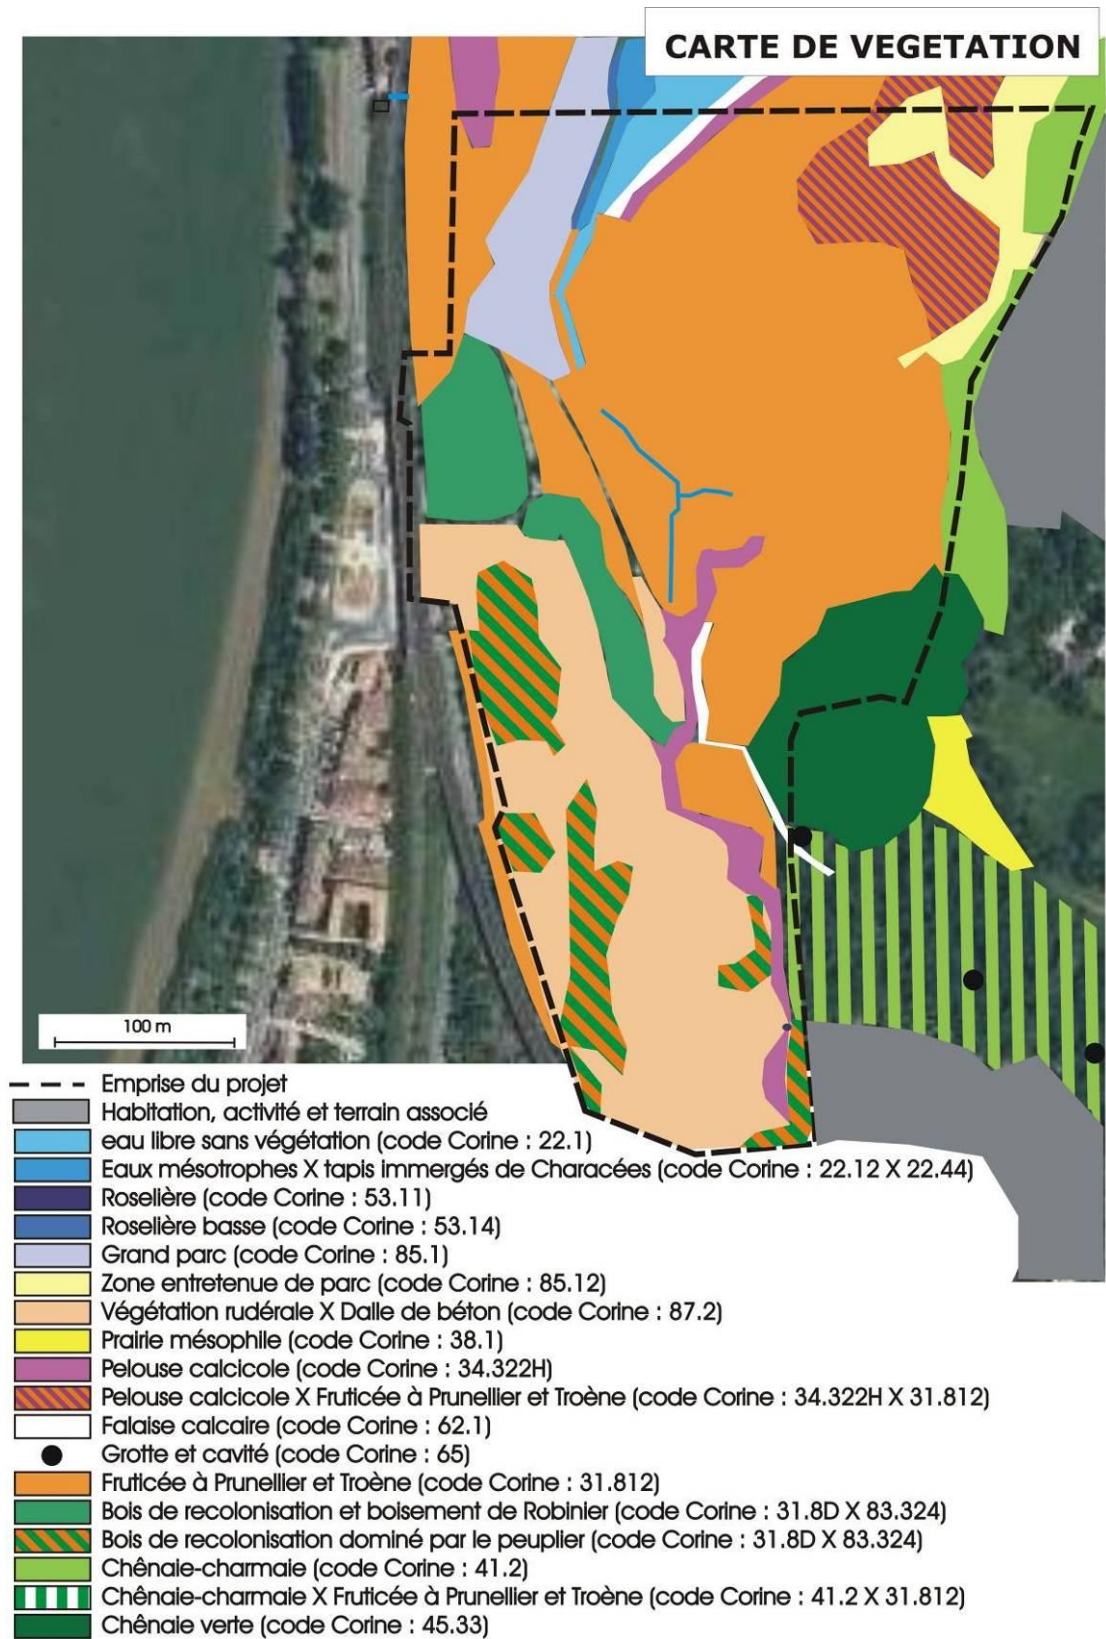 CARTE DE VEGETATION
100 m
Emprise du projet
Habitation, activité et terrain associé
eau libre sans végétation (code Corine : 22.1)
Eaux mésotrophes X tapis immergés de Characées (code Corine : 22.12 X 22.44)
Roselière (code Corine : 53.11)
Roselière basse (code Corine : 53.14)
Grand parc (code Corine : 85.1)
Zone entretenue de parc (code Corine : 85.12)
Végétation rudérale X Dalle de béton (code Corine : 87.2)
Prairie mésophile (code Corine : 38.1)
Pelouse calcicole (code Corine : 34.322H)
Pelouse calcicole X Fruticée à Prunellier et Troène (code Corine : 34.322H X 31.812)
Falaise calcaire (code Corine : 62.1)
Grotte et cavité (code Corine : 65)
Fruticée à Prunellier et Troène (code Corine : 31.812)
Bois de recolonisation et boisement de Robinier (code Corine : 31.8D X 83.324)
Bois de recolonisation dominé par le peuplier (code Corine : 31.8D X 83.324)
Chênaie-charmaie (code Corine : 41.2)
Chênaie-charmaie X Fruticée à Prunellier et Troène (code Corine : 41.2 X 31.812)
Chênaie verte (code Corine : 45.33)